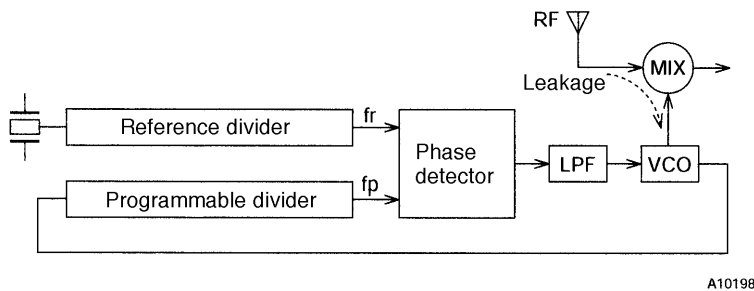 RF
MIX
Leakage
Reference divider
fr
Phase
detector
LPF
VCO
Programmable divider
fp
A10198